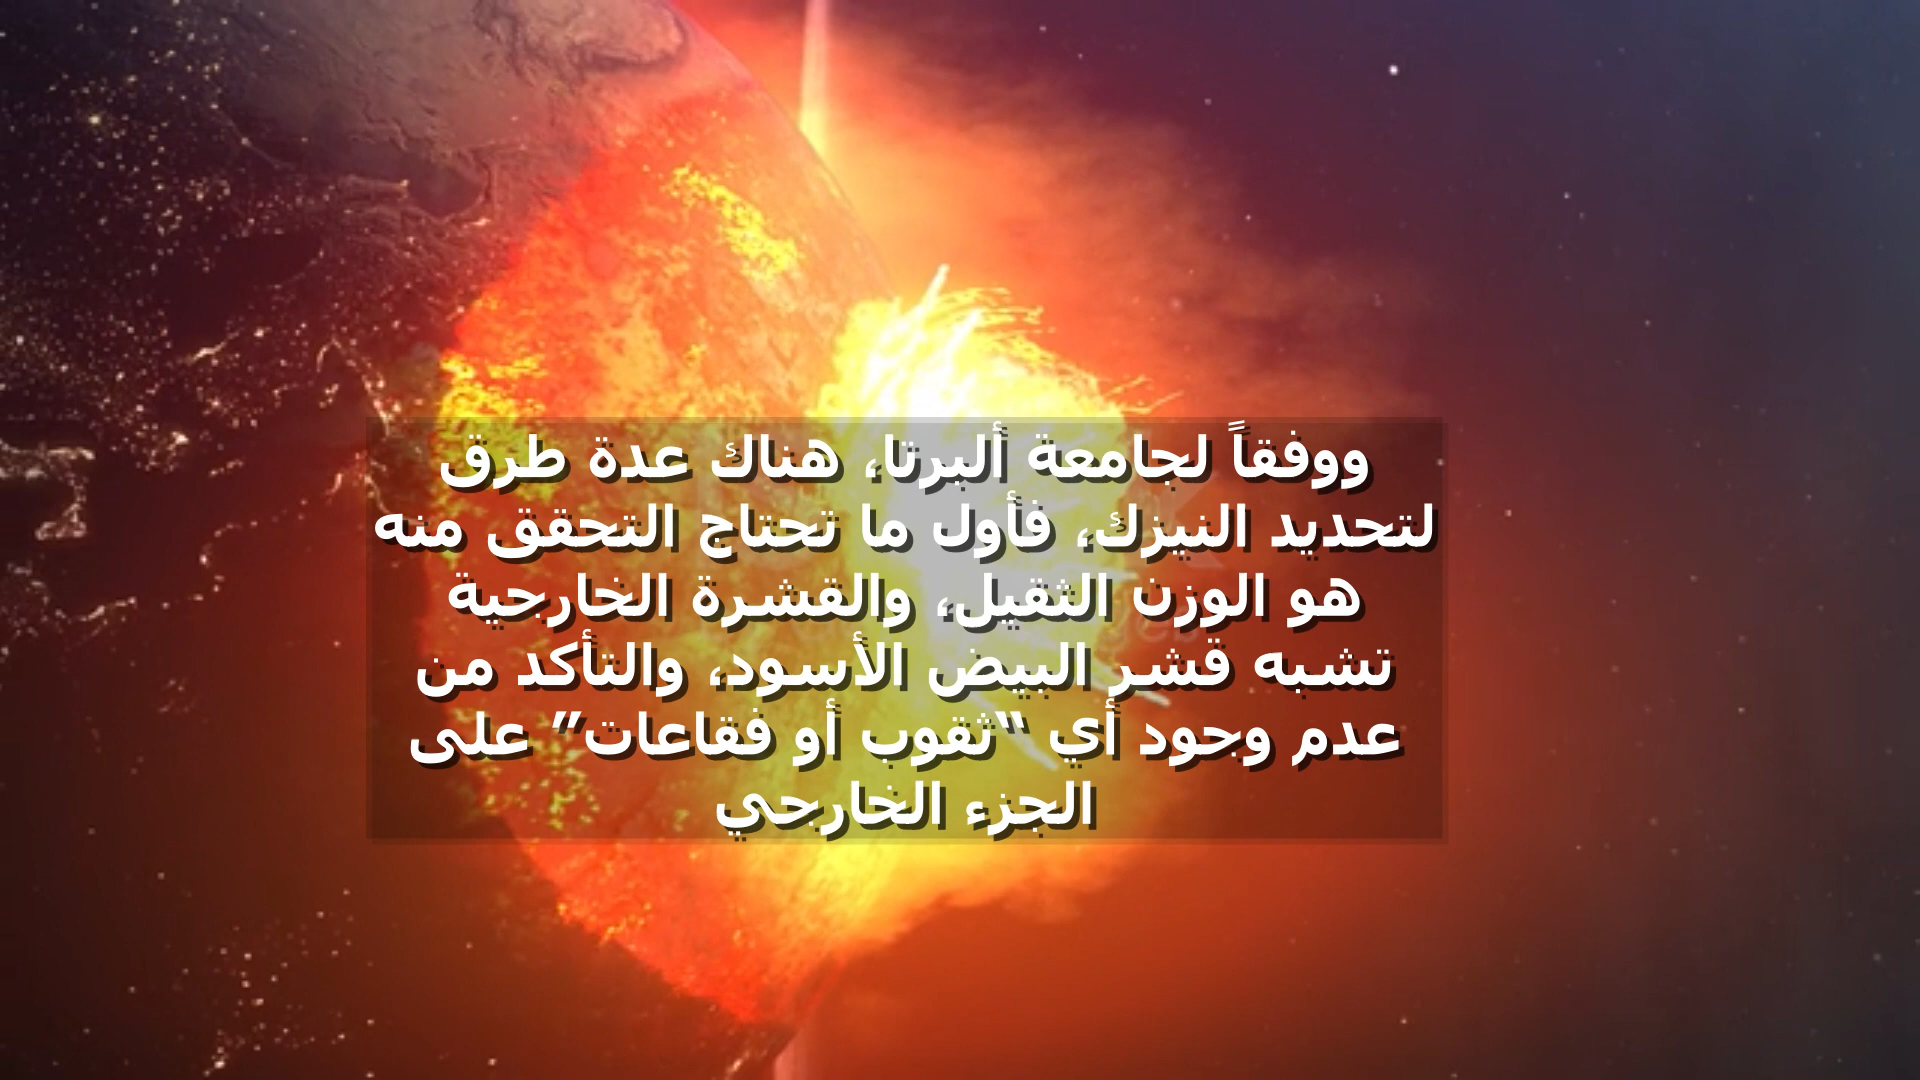 ووفقاً لجامعة ألبرتا، هناك عدة طرق
لتحديد النيزك، فأول ما تحتاج التحقق منه
هو الوزن الثقيل، والقشرة الخارجية
تشبه قشر البيض الأسود، والتأكد من
عدم وجود أي “ثقوب أو فقاعات” على
الجزء الخارجي